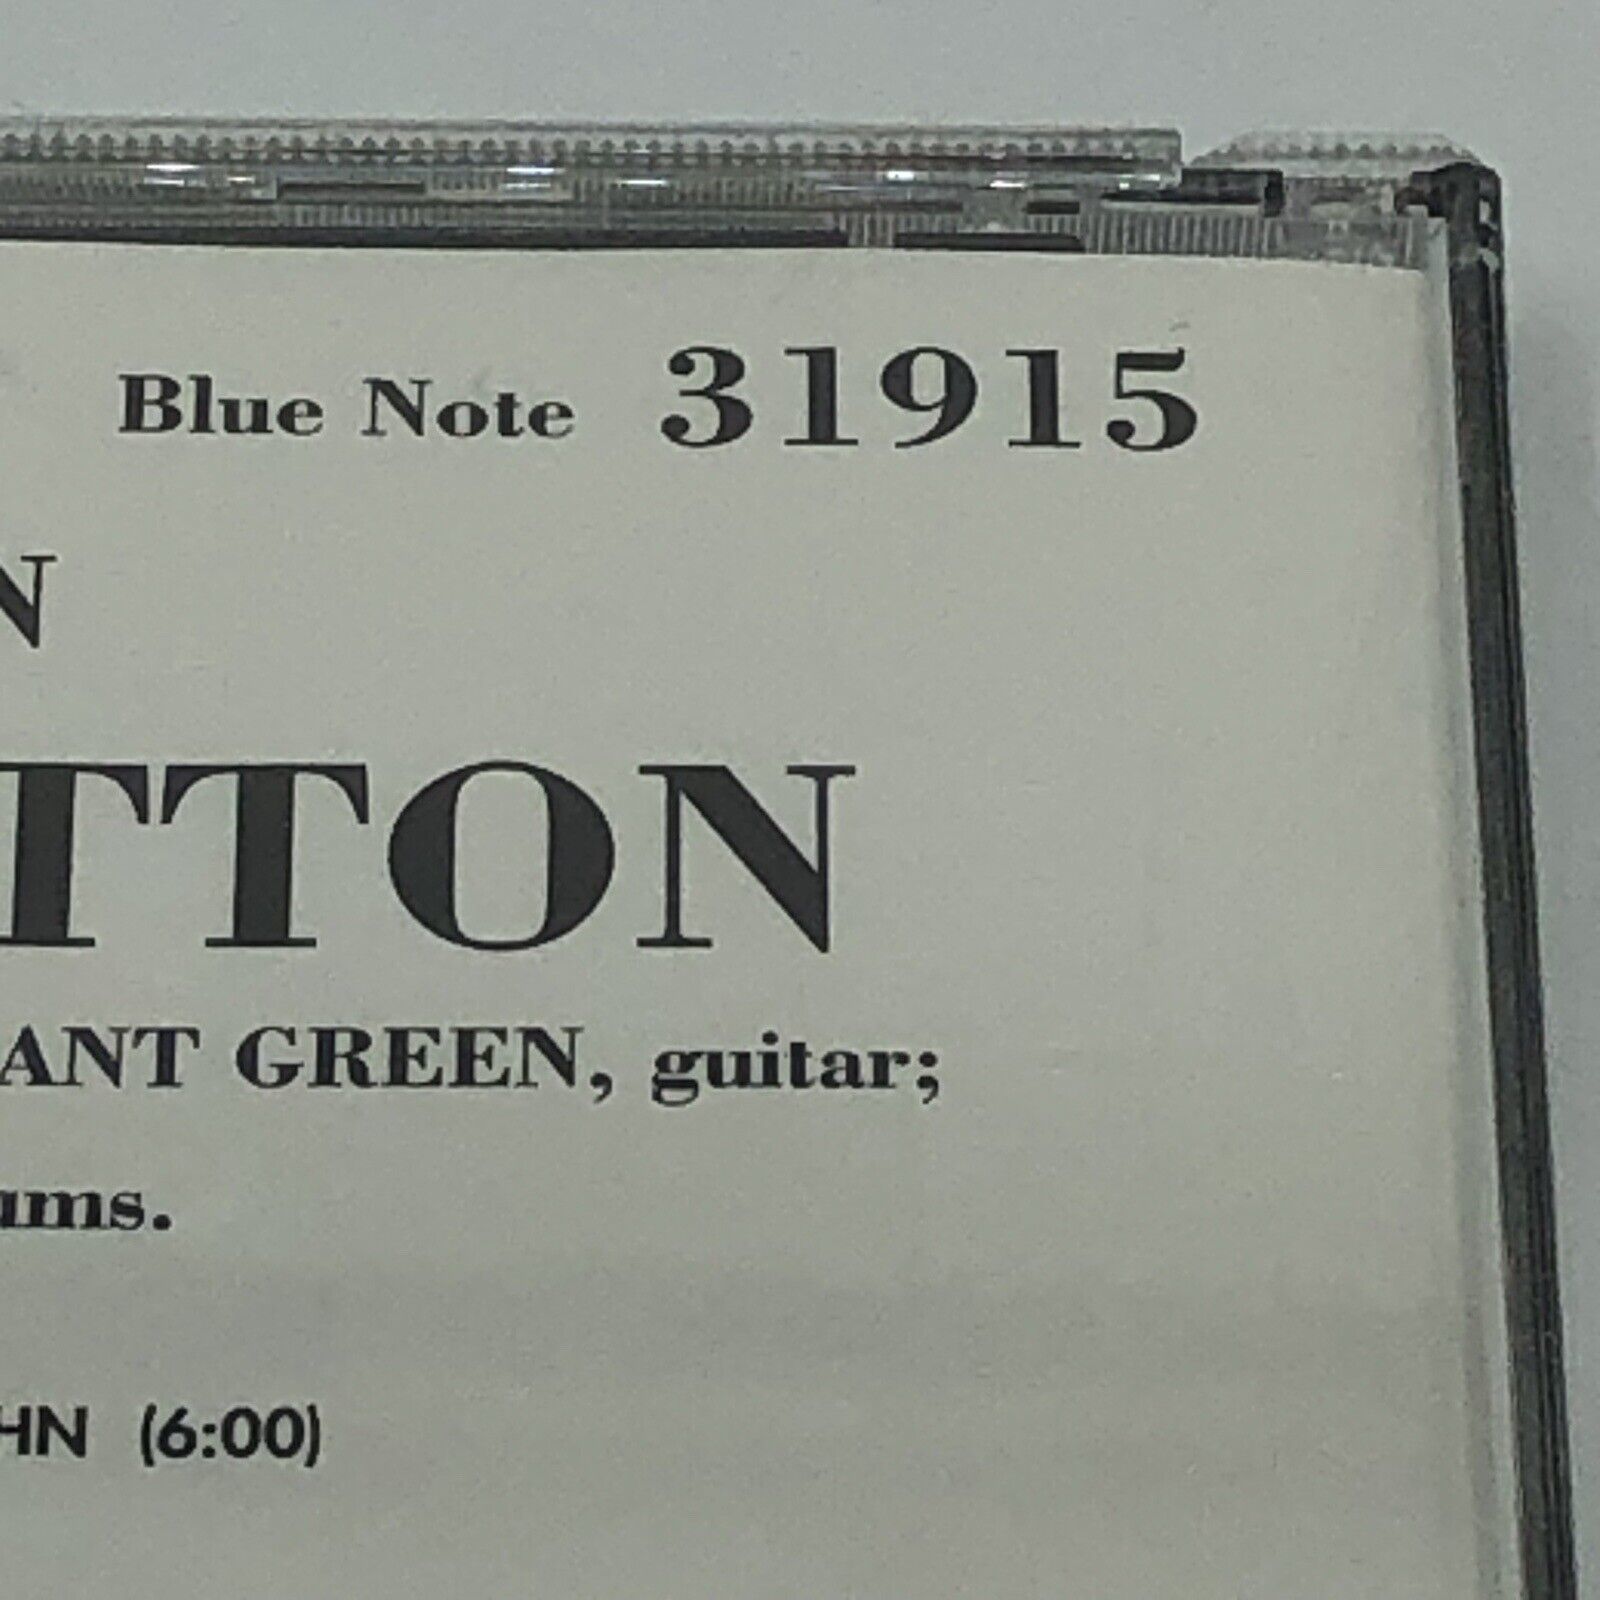 Blue Note 31915
N
TTON
ANT GREEN, guitar;
ums.
HN (6:00)